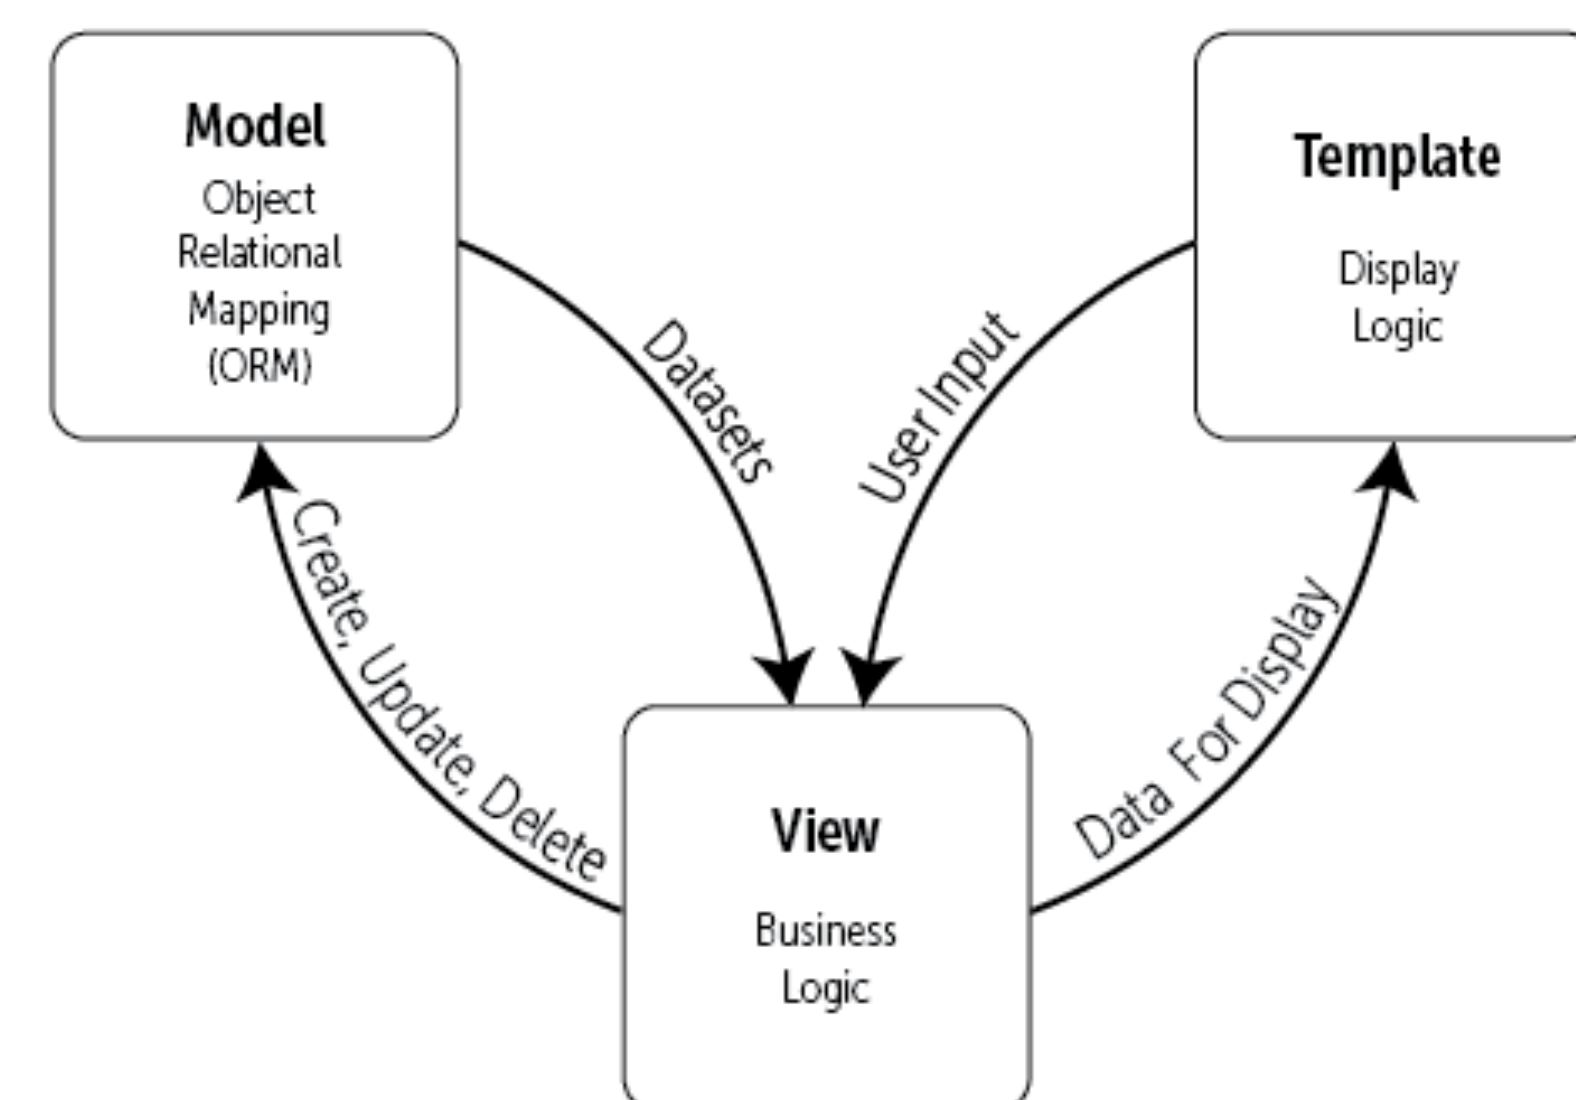 Model
Object
Relational
Mapping
(ORM)
Template
Display
Logic
Datasets
User Input
Create, Update, Delete
Data For Display
View
Business
Logic